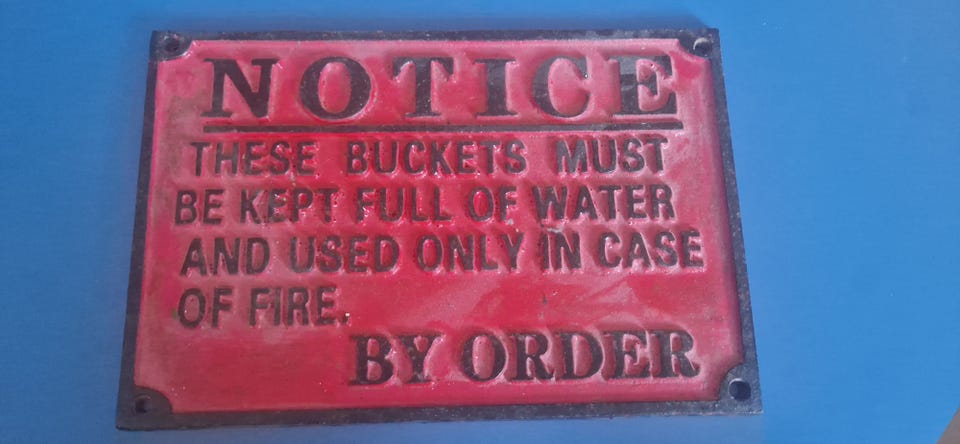 NOTICE
THESE BUCKETS MUST
BE KEPT FULL OF WATER
AND USED ONLY IN CASE
OF FIRE.
BY ORDER